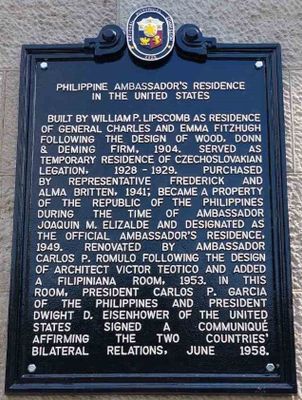 PHILIPPINE AMBASSADOR'S RESIDENCE
IN THE UNITED STATES
BUILT BY WILLIAM P. LIPSCOMB AS RESIDENCE
OF GENERAL CHARLES AND EMMA FITZHUGH
FOLLOWING THE DESIGN OF WOOD, DONN
& DEMING FIRM, 1904. SERVED AS
TEMPORARY RESIDENCE OF CZECHOSLOVAKIAN
LEGATION, 1928 - 1929. PURCHASED
BY REPRESENTATIVE FREDERICK AND
ALMA BRITTEN, 1941; BECAME A PROPERTY
OF THE REPUBLIC OF THE PHILIPPINES
DURING THE TIME OF AMBASSADOR
JOAQUIN M. ELIZALDE AND DESIGNATED AS
THE OFFICIAL AMBASSADOR'S RESIDENCE,
1949. RENOVATED BY AMBASSADOR
CARLOS P. ROMULO FOLLOWING THE DESIGN
OF ARCHITECT VICTOR TEOTICO AND ADDED
A FILIPINIANA ROOM, 1953. IN THIS
ROOM, PRESIDENT CARLOS P. GARCIA
OF THE PHILIPPINES AND PRESIDENT
DWIGHT D. EISENHOWER OF THE UNITED
STATES SIGNED A COMMUNIQUÉ
AFFIRMING THE TWO COUNTRIES'
BILATERAL RELATIONS, JUNE 1958.